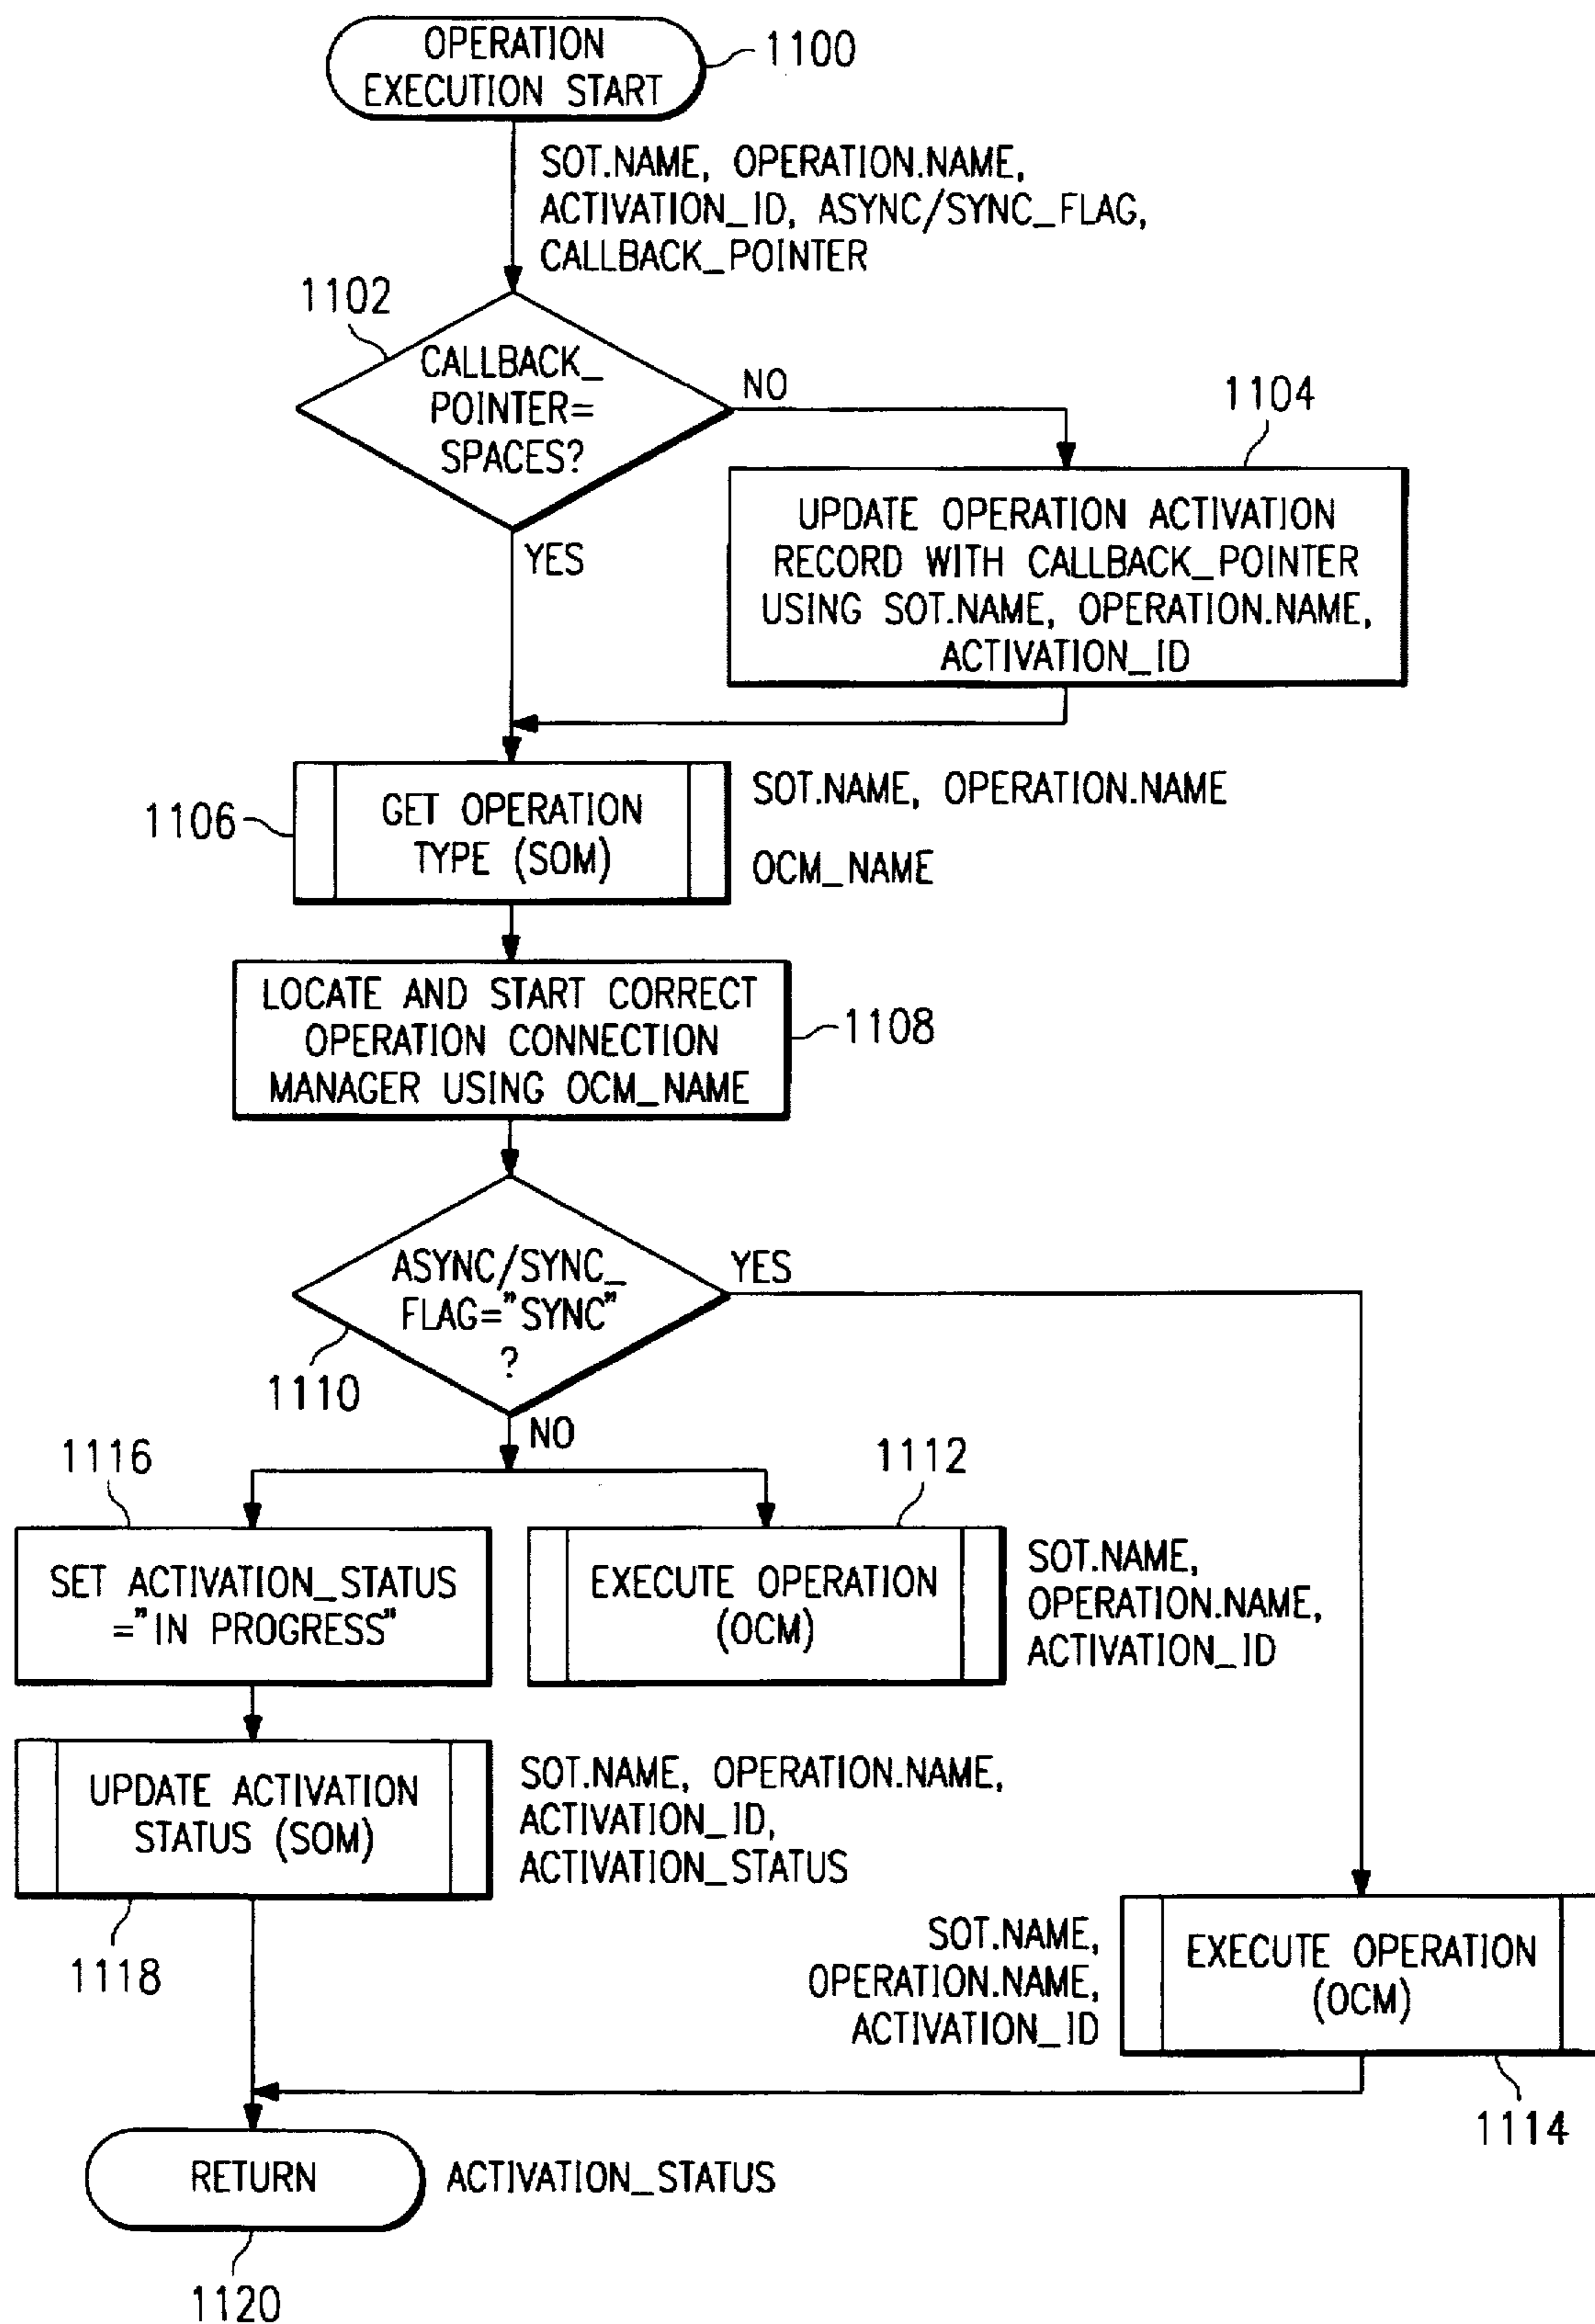 OPERATION
EXECUTION START
1100
SOT.NAME, OPERATION.NAME,
ACTIVATION_ID, ASYNC/SYNC_FLAG,
CALLBACK_POINTER
1102
CALLBACK_
POINTER=
SPACES?
NO
YES
1104
UPDATE OPERATION ACTIVATION
RECORD WITH CALLBACK_POINTER
USING SOT.NAME, OPERATION.NAME,
ACTIVATION_ID
1106
GET OPERATION
TYPE (SOM)
SOT.NAME, OPERATION.NAME
OCM_NAME
LOCATE AND START CORRECT
OPERATION CONNECTION
MANAGER USING OCM_NAME
1108
ASYNC/SYNC_
FLAG="SYNC"
?
YES
1110
NO
1116
SET ACTIVATION_STATUS
="IN PROGRESS"
1112
EXECUTE OPERATION
(OCM)
SOT.NAME,
OPERATION.NAME,
ACTIVATION_ID
UPDATE ACTIVATION
STATUS (SOM)
SOT.NAME, OPERATION.NAME,
ACTIVATION_ID,
ACTIVATION_STATUS
1118
SOT.NAME,
OPERATION.NAME,
ACTIVATION_ID
EXECUTE OPERATION
(OCM)
1114
RETURN
ACTIVATION_STATUS
1120